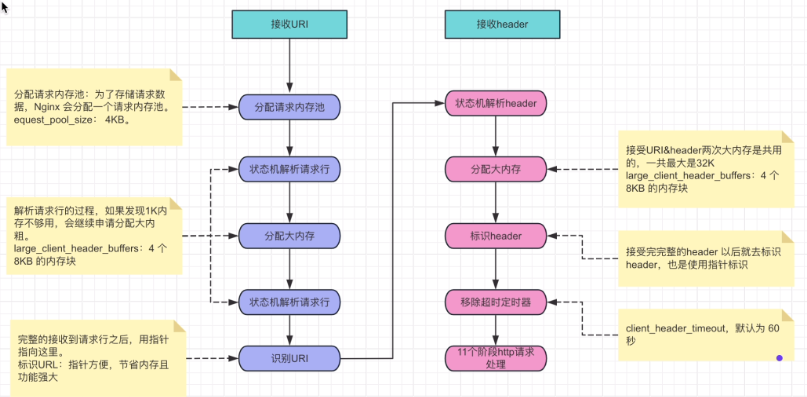 接收URI
接收header
分配请求内存池：为了存储请求数
据，Nginx 会分配一个请求内存池。
equest_pool_size： 4KB。
分配请求内存池
状态机解析header
状态机解析请求行
分配大内存
接受URI&header两次大内存是共用
的，一共最大是32K
large_client_header_buffers：4 个
8KB 的内存块
解析请求行的过程，如果发现1K内
存不够用，会继续申请分配大内
粗。
large_client_header_buffers：4 个
8KB 的内存块
分配大内存
标识header
接受完完整的header 以后就去标识
header，也是使用指针标识
状态机解析请求行
移除超时定时器
client_header_timeout，默认为 60
秒
完整的接收到请求行之后，用指针
指向这里。
标识URL：指针方便，节省内存且
功能强大
识别URI
11个阶段http请求
处理